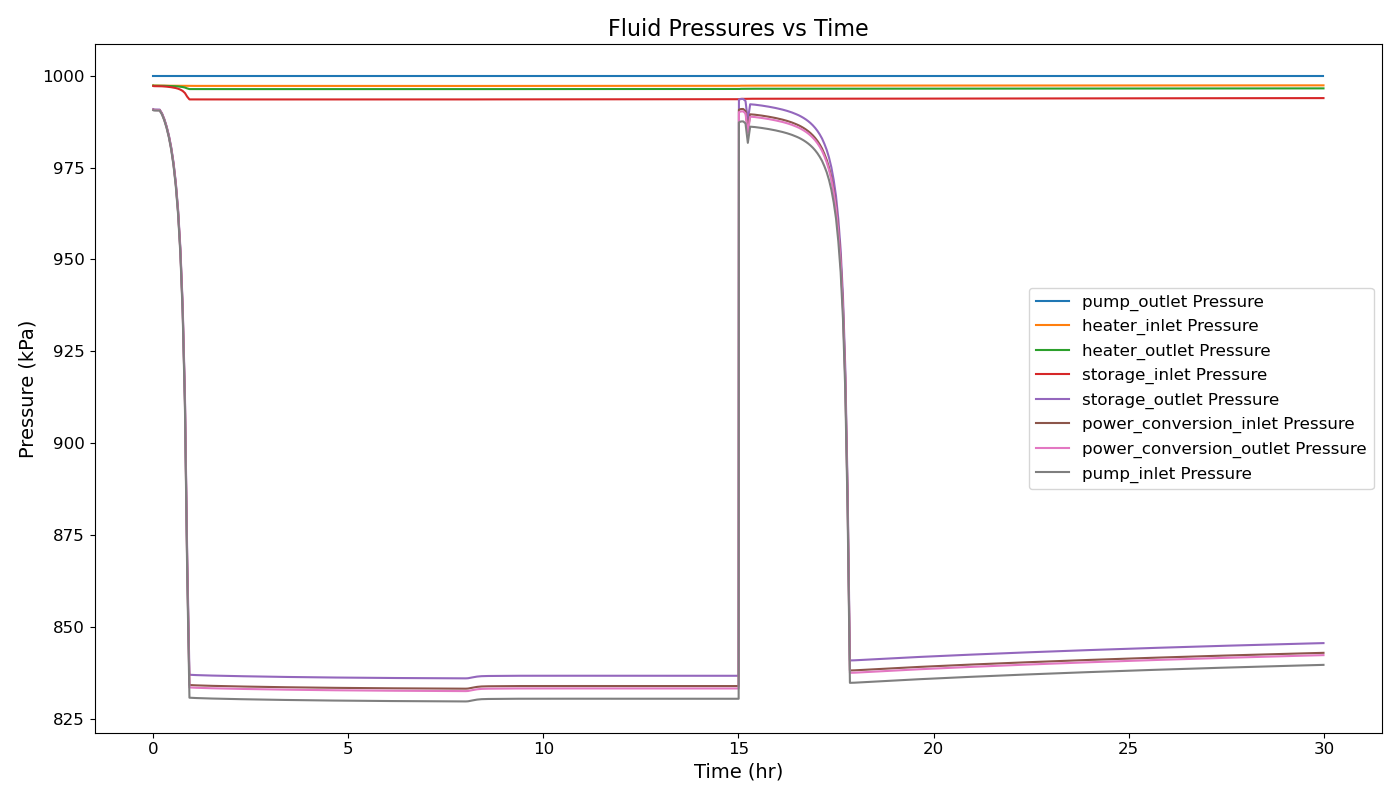 Fluid Pressures vs Time
Pressure (kPa)
1000
975
950
925
900
875
850
825
pump_outlet Pressure
heater_inlet Pressure
heater_outlet Pressure
storage_inlet Pressure
storage_outlet Pressure
power_conversion_inlet Pressure
power_conversion_outlet Pressure
pump_inlet Pressure
0 5 10 15 20 25 30
Time (hr)